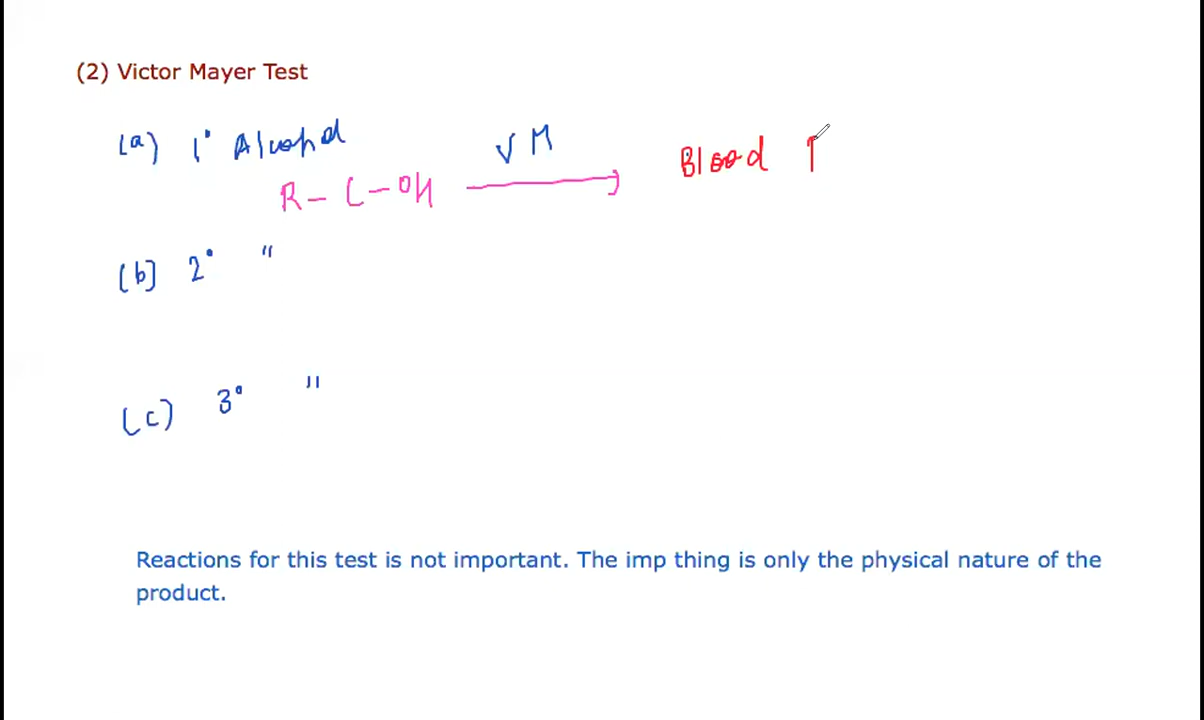 (2) Victor Mayer Test
(a) 1° Alcohol
VM
Blood
R-C-OH
(b) 2° "
(c) 3° "
Reactions for this test is not important. The imp thing is only the physical nature of the
product.